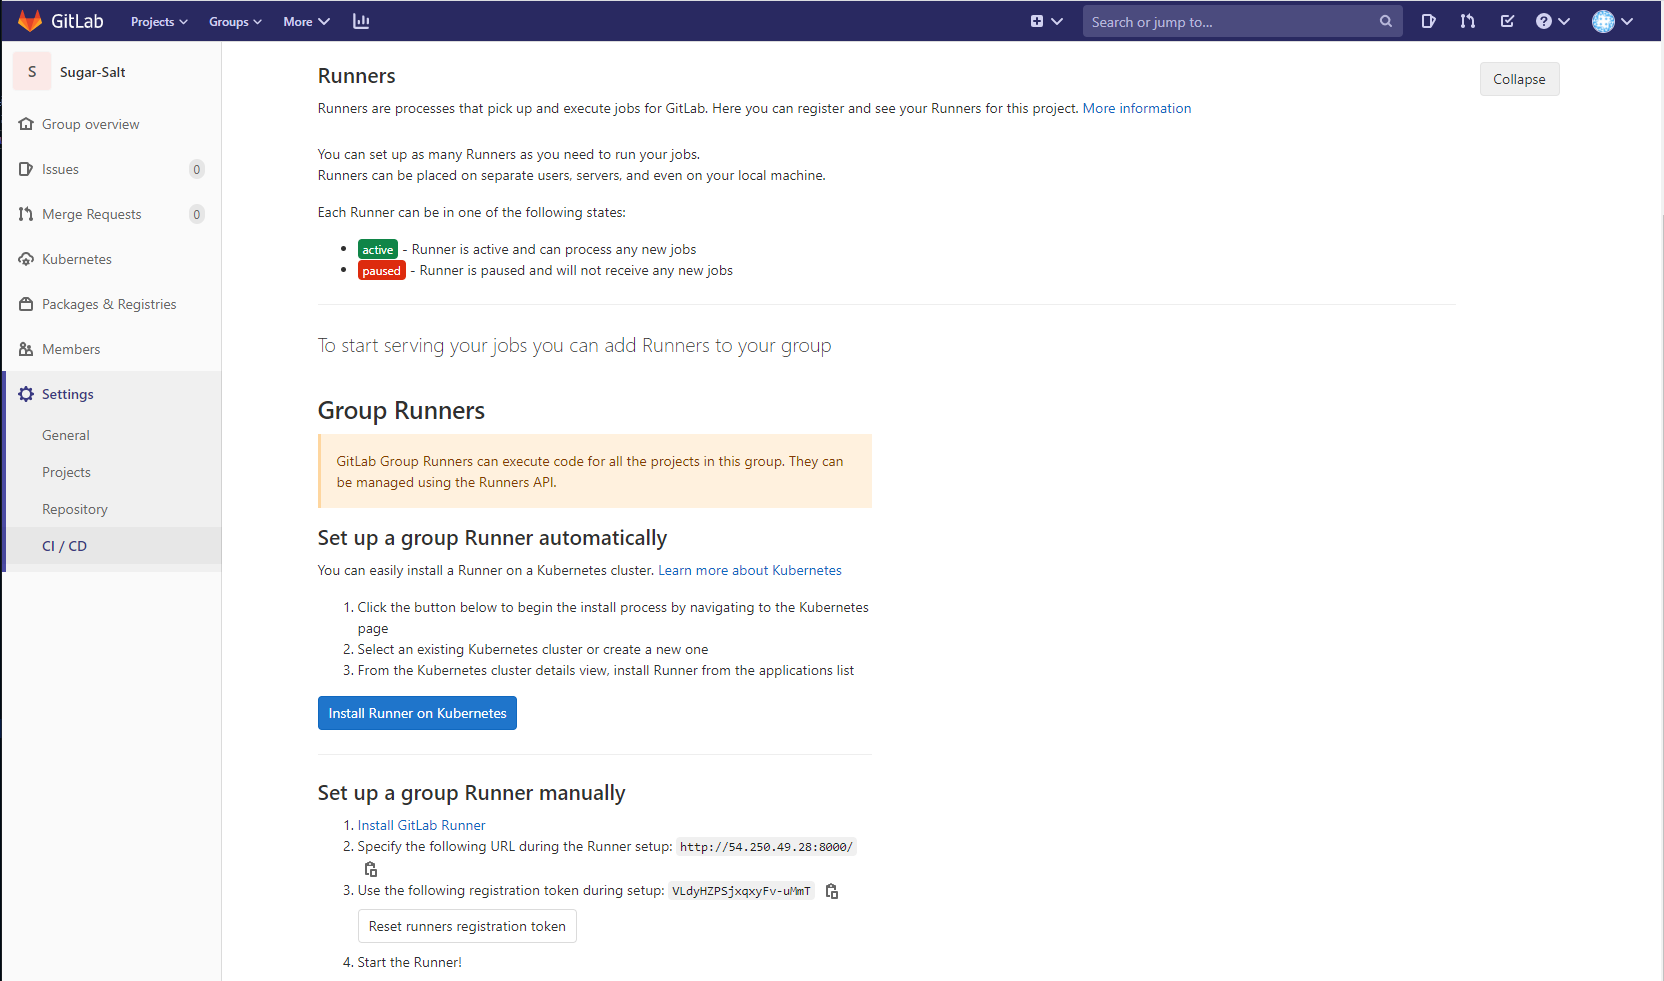 GitLab Projects Groups More Search or jump to...
S Sugar-Salt
Group overview
Issues 0
Merge Requests 0
Kubernetes
Packages & Registries
Members
Settings
General
Projects
Repository
CI / CD
Runners
Collapse
Runners are processes that pick up and execute jobs for GitLab. Here you can register and see your Runners for this project. More information
You can set up as many Runners as you need to run your jobs.
Runners can be placed on separate users, servers, and even on your local machine.
Each Runner can be in one of the following states:
• active - Runner is active and can process any new jobs
• paused - Runner is paused and will not receive any new jobs
To start serving your jobs you can add Runners to your group
Group Runners
GitLab Group Runners can execute code for all the projects in this group. They can
be managed using the Runners API.
Set up a group Runner automatically
You can easily install a Runner on a Kubernetes cluster. Learn more about Kubernetes
1. Click the button below to begin the install process by navigating to the Kubernetes
page
2. Select an existing Kubernetes cluster or create a new one
3. From the Kubernetes cluster details view, install Runner from the applications list
Install Runner on Kubernetes
Set up a group Runner manually
1. Install GitLab Runner
2. Specify the following URL during the Runner setup: http://54.250.49.28:8000/
3. Use the following registration token during setup: VLdyHZPSjxqxyFv-uMmT
Reset runners registration token
4. Start the Runner!